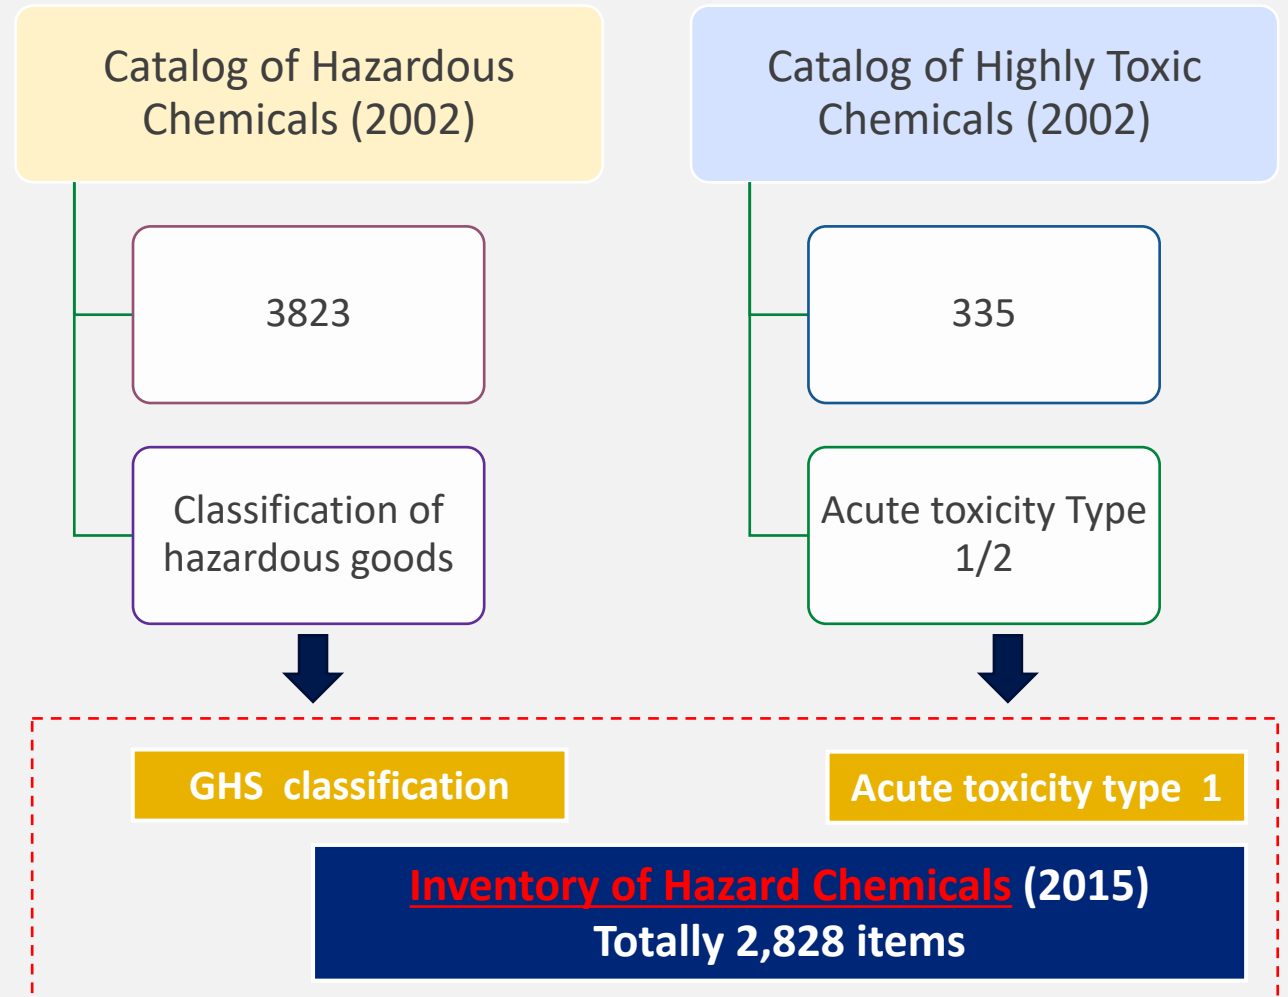 Catalog of Hazardous
Chemicals (2002)
3823
Classification of
hazardous goods
Catalog of Highly Toxic
Chemicals (2002)
335
Acute toxicity Type
1/2
GHS classification
Acute toxicity type 1
Inventory of Hazard Chemicals (2015)
Totally 2,828 items